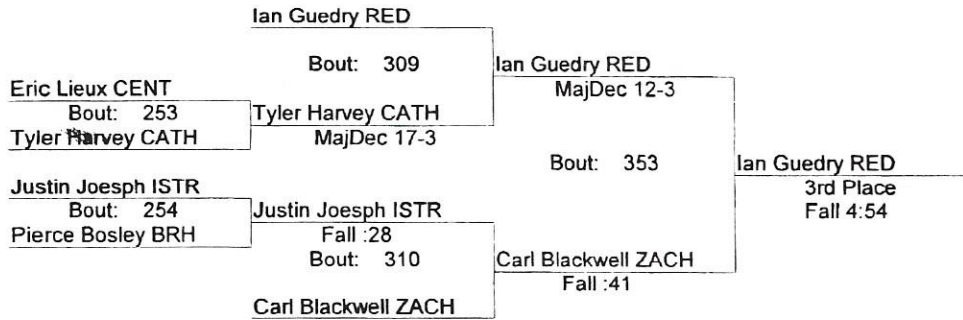 Ian Guedry RED
Bout: 309
Ian Guedry RED
MajDec 12-3
Eric Lieux CENT
Bout: 253
Tyler Harvey CATH
Tyler Harvey CATH
MajDec 17-3
Bout: 353
Ian Guedry RED
3rd Place
Fall 4:54
Justin Joesph ISTR
Bout: 254
Pierce Bosley BRH
Justin Joesph ISTR
Fall :28
Bout: 310
Carl Blackwell ZACH
Fall :41
Carl Blackwell ZACH